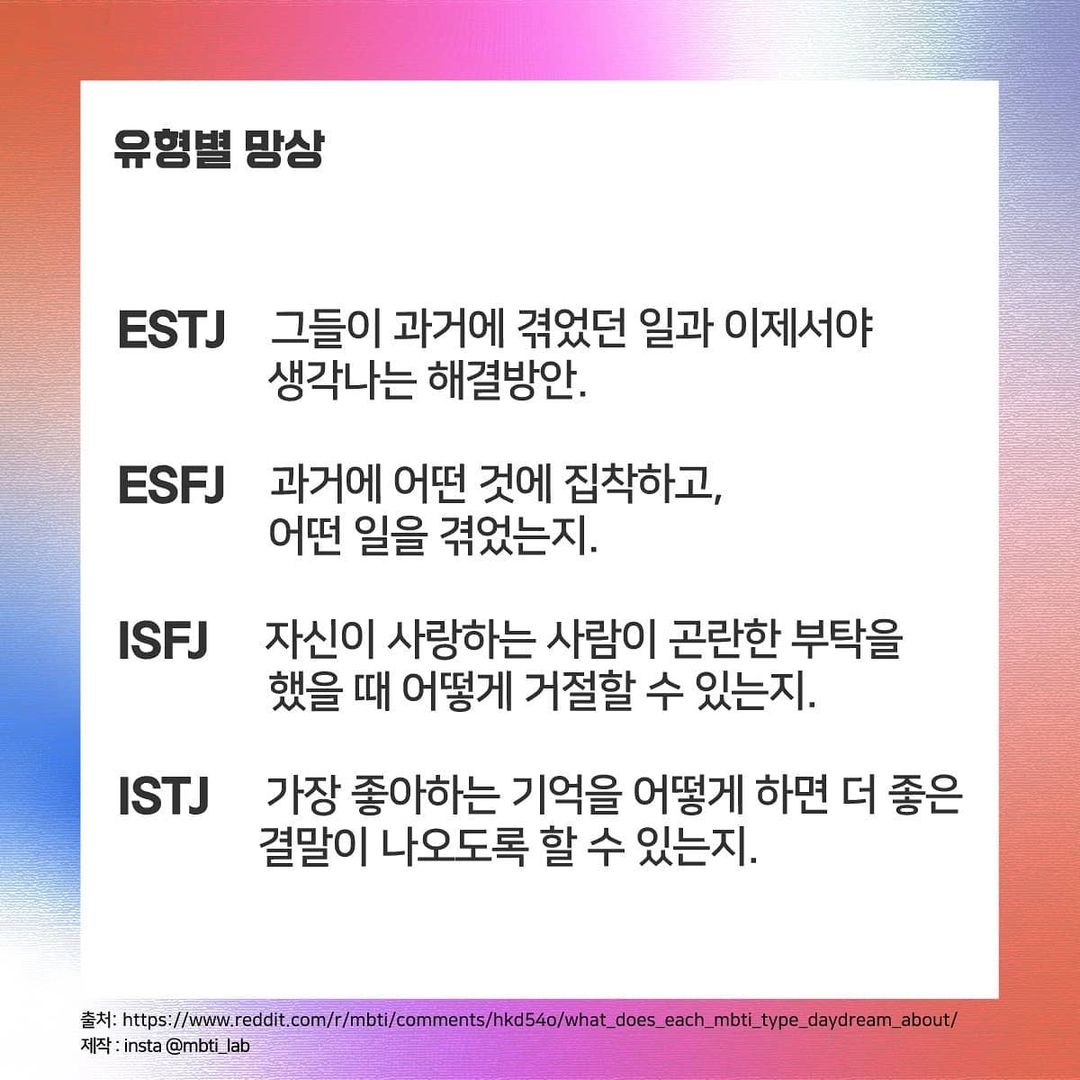 유형별 망상
ESTJ 그들이 과거에 겪었던 일과 이제서야
생각나는 해결방안.
ESFJ 과거에 어떤 것에 집착하고,
어떤 일을 겪었는지.
ISFJ 자신이 사랑하는 사람이 곤란한 부탁을
했을 때 어떻게 거절할 수 있는지.
ISTJ 가장 좋아하는 기억을 어떻게 하면 더 좋은
결말이 나오도록 할 수 있는지.
출처: https://www.reddit.com/r/mbti/comments/hkd54o/what_does_each_mbti_type_daydream_about/
제작 : insta @mbti_lab